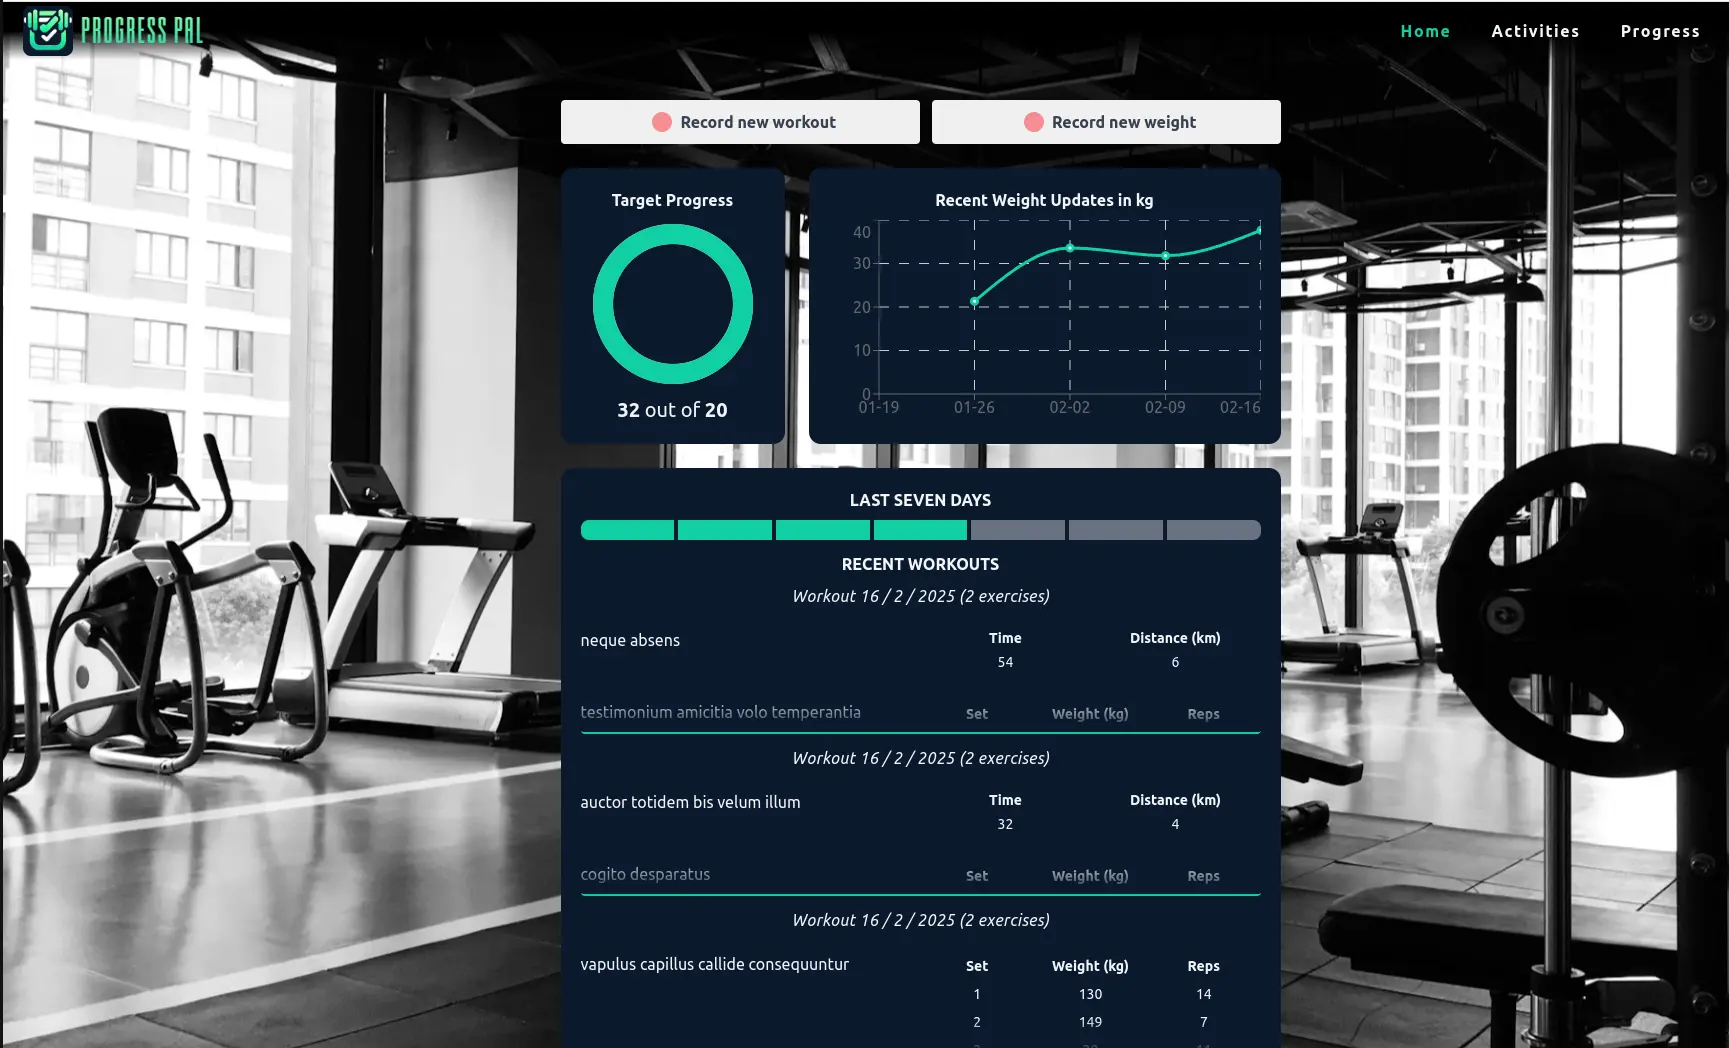 PROGRESS PAL
Home Activities Progress
Record new workout Record new weight
Target Progress
32 out of 20
Recent Weight Updates in kg
40
30
20
10
0
01-19 01-26 02-02 02-09 02-16
LAST SEVEN DAYS
RECENT WORKOUTS
Workout 16 / 2 / 2025 (2 exercises)
neque absens Time Distance (km)
54 6
testimonium amicitia volo temperantia Set Weight (kg) Reps
Workout 16 / 2 / 2025 (2 exercises)
auctor totidem bis velum illum Time Distance (km)
32 4
cogito desparatus Set Weight (kg) Reps
Workout 16 / 2 / 2025 (2 exercises)
vapulus capillus callide consequuntur Set Weight (kg) Reps
1 130 14
2 149 7